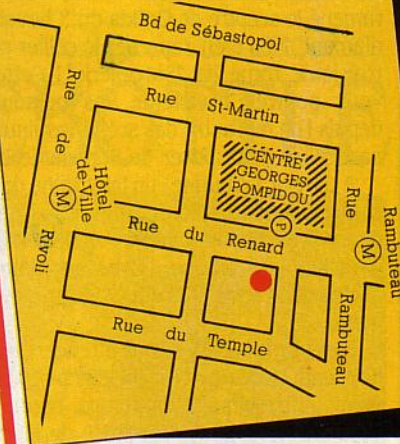 Bd de Sébastopol
Rue St-Martin
Rue de Rivoli
Hôtel
de-Ville
M
CENTRE
GEORGES
POMPIDOU
P
Rue Rambuteau
Rambuteau
M
Rue du Renard
Rue du Temple